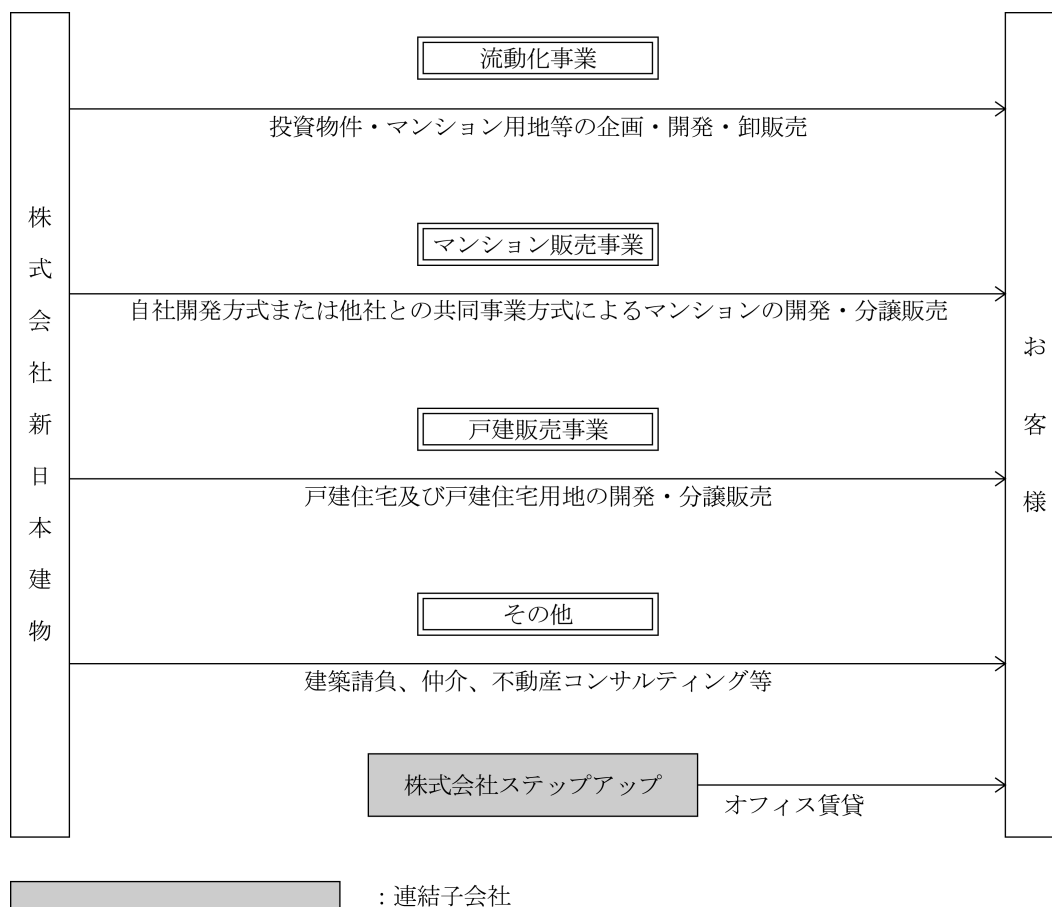 株式会社新日本建物
流動化事業
投資物件・マンション用地等の企画・開発・卸販売
マンション販売事業
自社開発方式または他社との共同事業方式によるマンションの開発・分譲販売
戸建販売事業
戸建住宅及び戸建住宅用地の開発・分譲販売
その他
建築請負、仲介、不動産コンサルティング等
株式会社ステップアップ
オフィス賃貸
お客様
：連結子会社